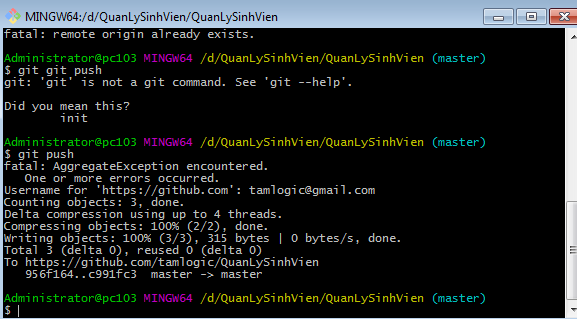 MINGW64:/d/QuanLySinhVien/QuanLySinhVien
fatal: remote origin already exists.
Administrator@pc103 MINGW64 /d/QuanLySinhVien/QuanLySinhVien (master)
$ git git push
git: 'git' is not a git command. See 'git --help'.
Did you mean this?
init
Administrator@pc103 MINGW64 /d/QuanLySinhVien/QuanLySinhVien (master)
$ git push
fatal: AggregateException encountered.
One or more errors occurred.
Username for 'https://github.com': tamlogic@gmail.com
Counting objects: 3, done.
Delta compression using up to 4 threads.
Compressing objects: 100% (2/2), done.
Writing objects: 100% (3/3), 315 bytes | 0 bytes/s, done.
Total 3 (delta 0), reused 0 (delta 0)
To https://github.com/tamlogic/QuanLySinhVien
956f164..c991fc3  master -> master
Administrator@pc103 MINGW64 /d/QuanLySinhVien/QuanLySinhVien (master)
$